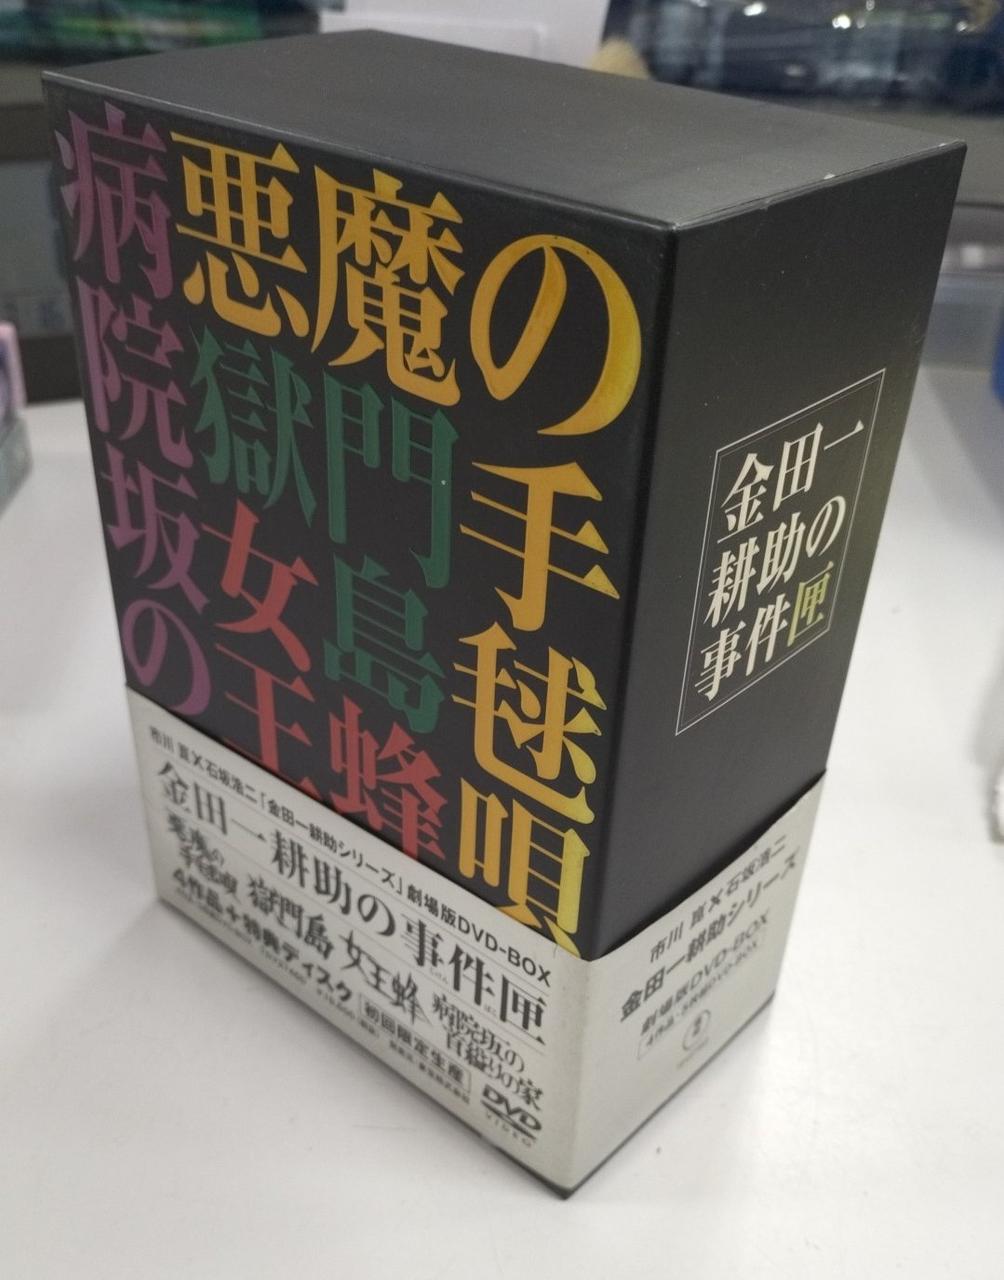 悪魔の手毬唄
獄門島
女王蜂
病院坂の
金田一
耕助の
事件匣
市川 崑×石坂浩二「金田一耕助シリーズ」劇場版DVD-BOX
金田一耕助の事件匣
悪魔の
手毬唄
獄門島
女王蜂
病院坂の
首縊りの家
4作品+特典ディスク
[初回限定生産]
DVD
VIDEO
市川 崑×石坂浩二
金田一耕助シリーズ
劇場版DVD-BOX